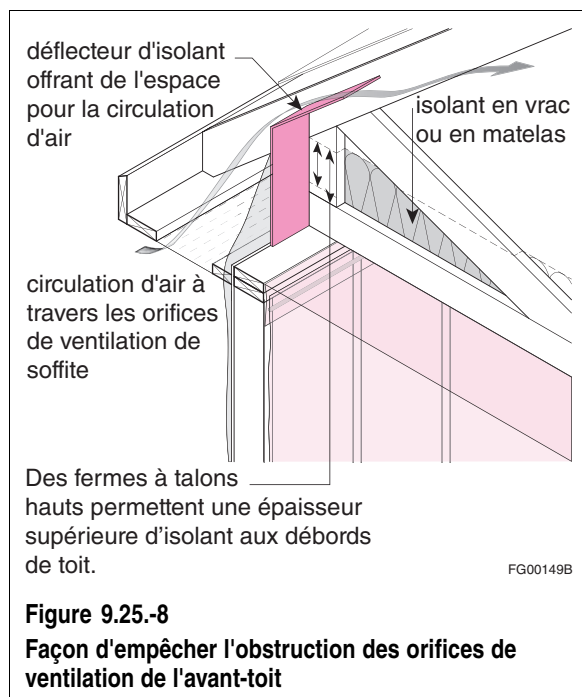 déflecteur d'isolant
offrant de l'espace
pour la circulation
d'air
isolant en vrac
ou en matelas
circulation d'air à
travers les orifices
de ventilation de
soffite
Des fermes à talons
hauts permettent une épaisseur
supérieure d’isolant aux débords
de toit.
FG00149B
Figure 9.25.-8
Façon d'empêcher l'obstruction des orifices de
ventilation de l'avant-toit